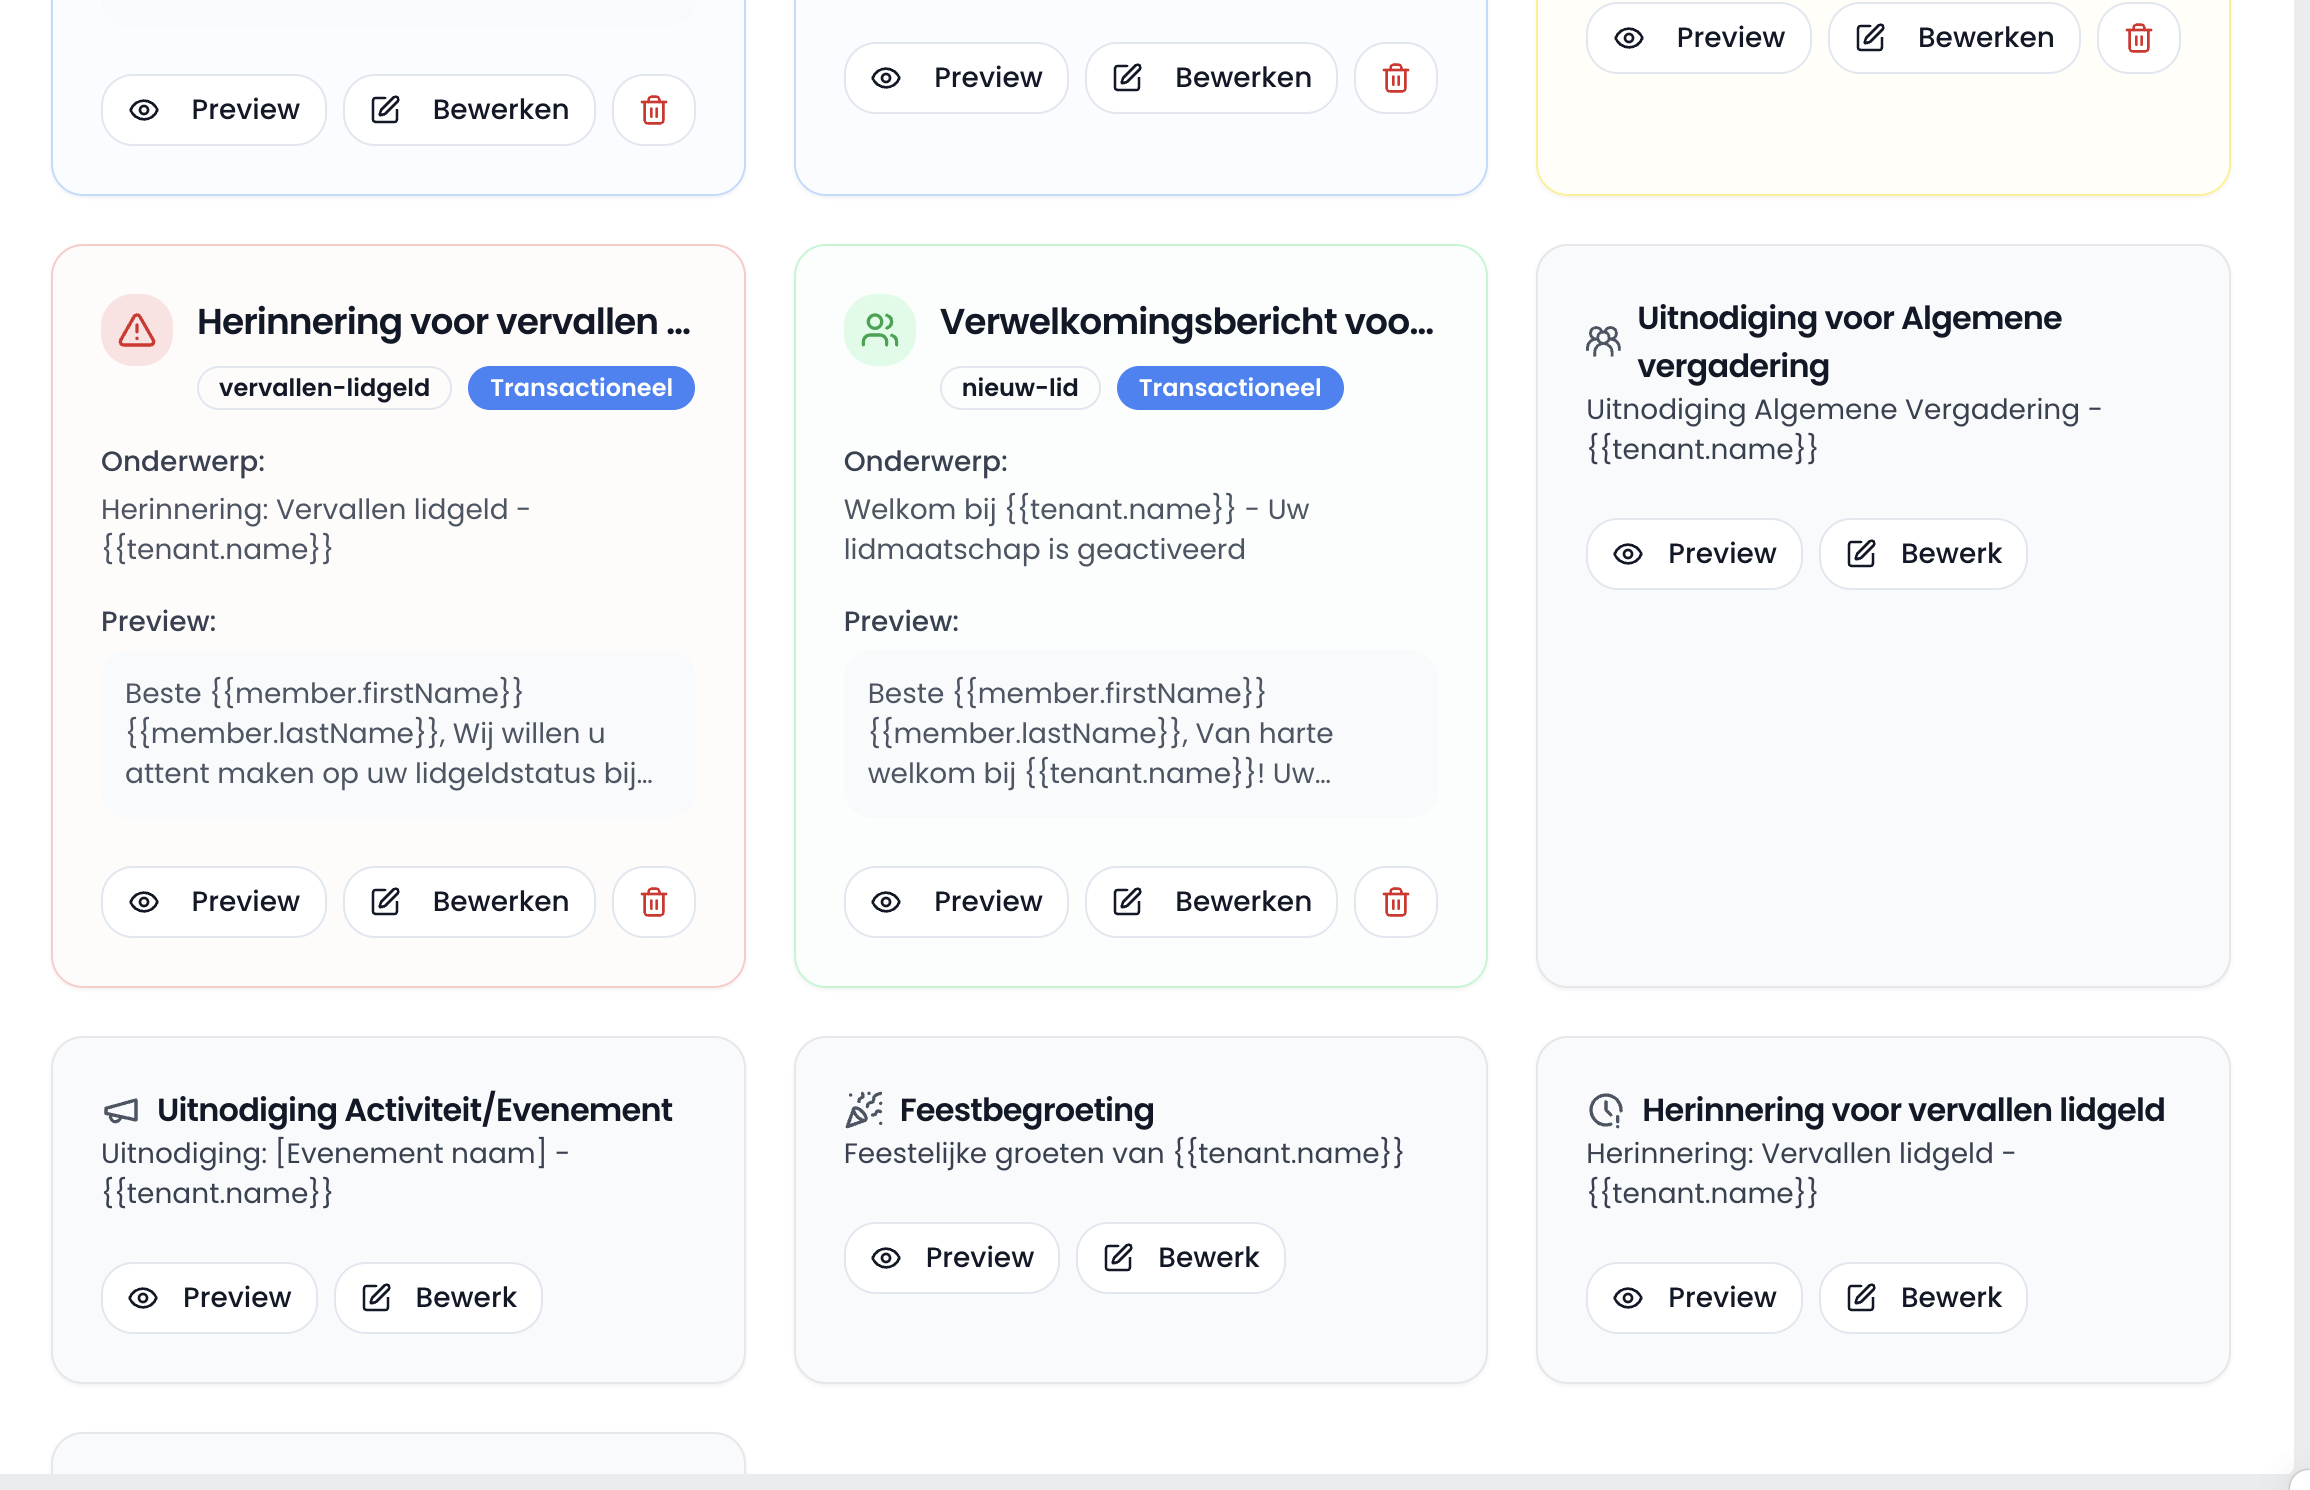 Preview Bewerken
Preview Bewerken
Preview Bewerken
Herinnering voor vervallen ...
vervallen-lidgeld Transactioneel
Onderwerp:
Herinnering: Vervallen lidgeld -
{{tenant.name}}
Preview:
Beste {{member.firstName}}
{{member.lastName}}, Wij willen u
attent maken op uw lidgeldstatus bij...
Preview Bewerken
Verwelkomingsbericht voo...
nieuw-lid Transactioneel
Onderwerp:
Welkom bij {{tenant.name}} - Uw
lidmaatschap is geactiveerd
Preview:
Beste {{member.firstName}}
{{member.lastName}}, Van harte
welkom bij {{tenant.name}}! Uw...
Preview Bewerken
Uitnodiging voor Algemene
vergadering
Uitnodiging Algemene Vergadering -
{{tenant.name}}
Preview Bewerk
Uitnodiging Activiteit/Evenement
Uitnodiging: [Evenement naam] -
{{tenant.name}}
Preview Bewerk
Feestbegroeting
Feestelijke groeten van {{tenant.name}}
Preview Bewerk
Herinnering voor vervallen lidgeld
Herinnering: Vervallen lidgeld -
{{tenant.name}}
Preview Bewerk